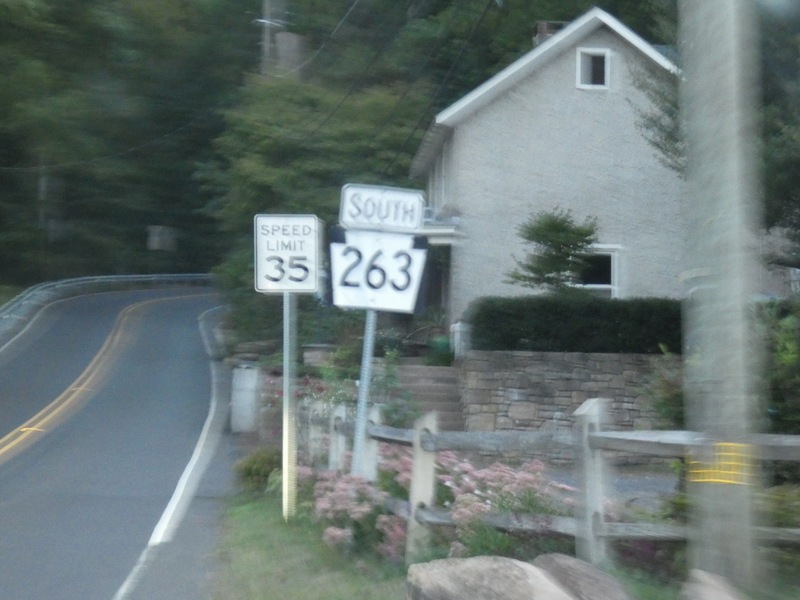 SPEED
LIMIT
35
SOUTH
263